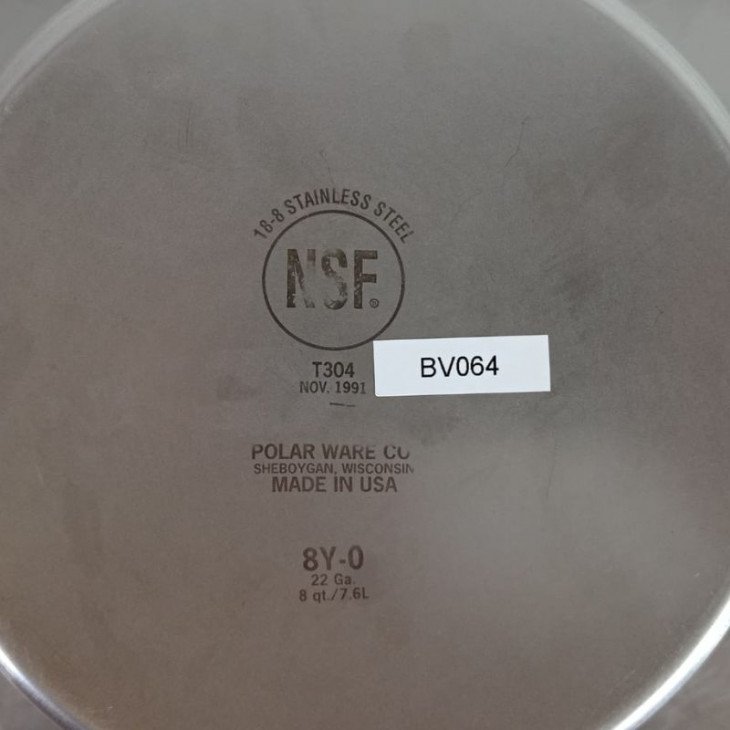 18-8 STAINLESS STEEL
NSF®
T304
NOV. 1991
BV064
POLAR WARE CO
SHEBOYGAN, WISCONSIN
MADE IN USA
8Y-0
22 Ga.
8 qt./7.6L